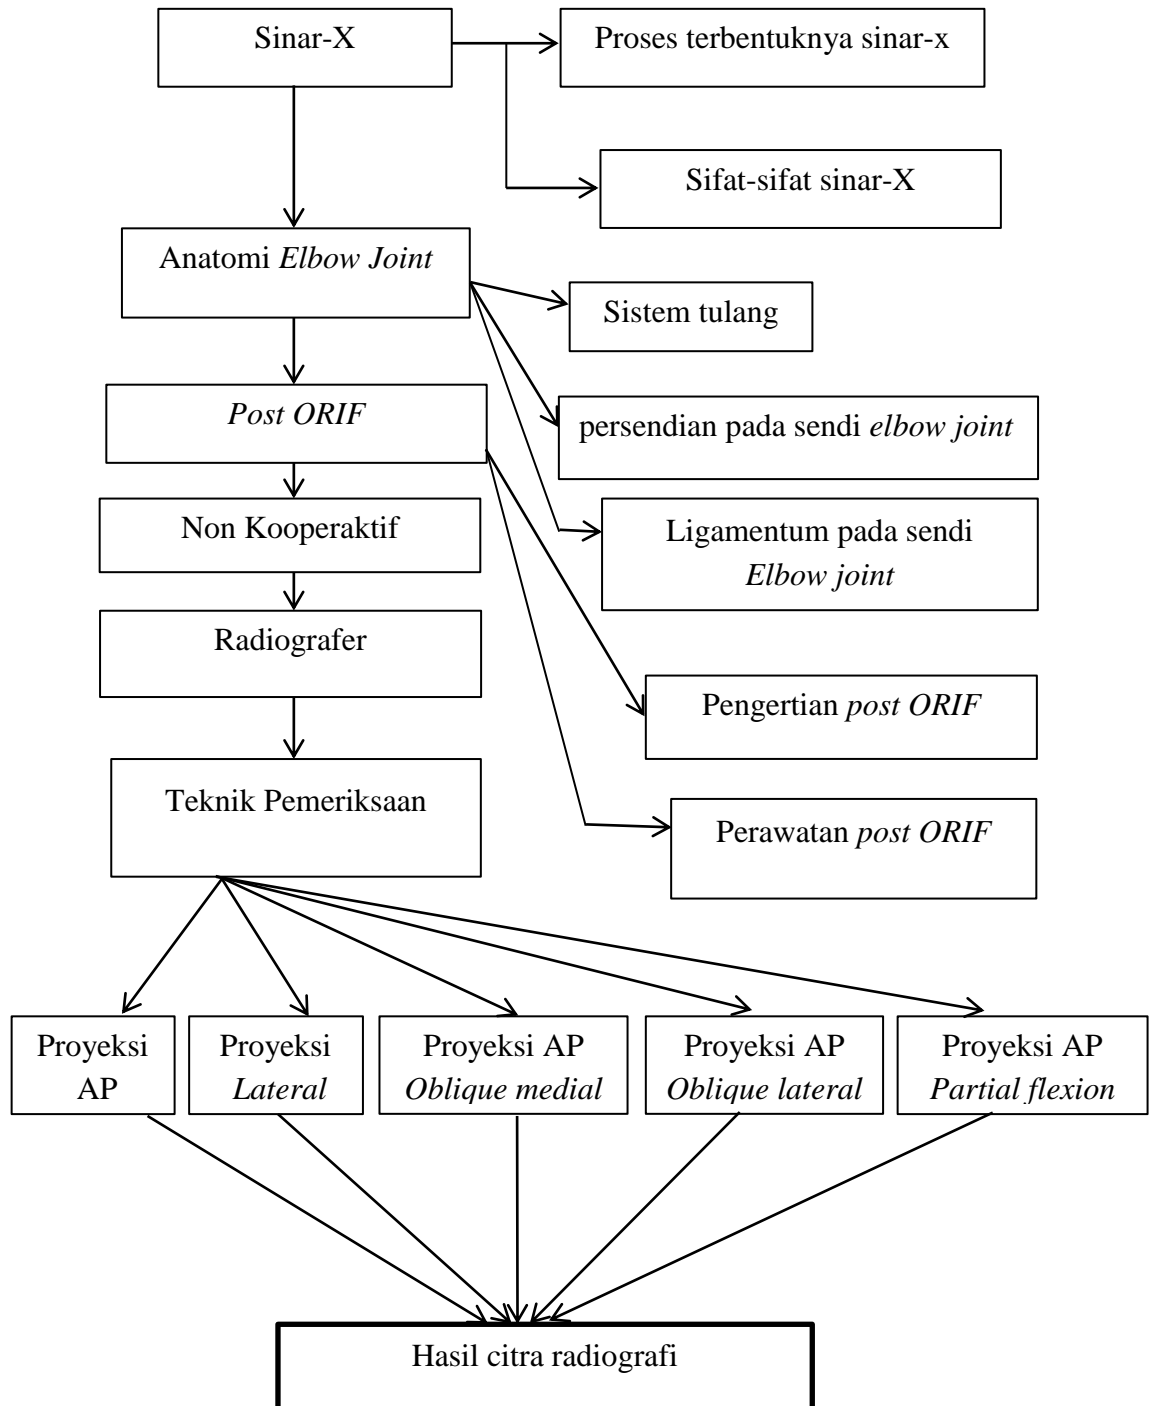 Sinar-X
Proses terbentuknya sinar-x
Sifat-sifat sinar-X
Anatomi Elbow Joint
Sistem tulang
Post ORIF
persendian pada sendi elbow joint
Non Kooperaktif
Ligamentum pada sendi
Elbow joint
Radiografer
Pengertian post ORIF
Teknik Pemeriksaan
Perawatan post ORIF
Proyeksi
AP
Proyeksi
Lateral
Proyeksi AP
Oblique medial
Proyeksi AP
Oblique lateral
Proyeksi AP
Partial flexion
Hasil citra radiografi